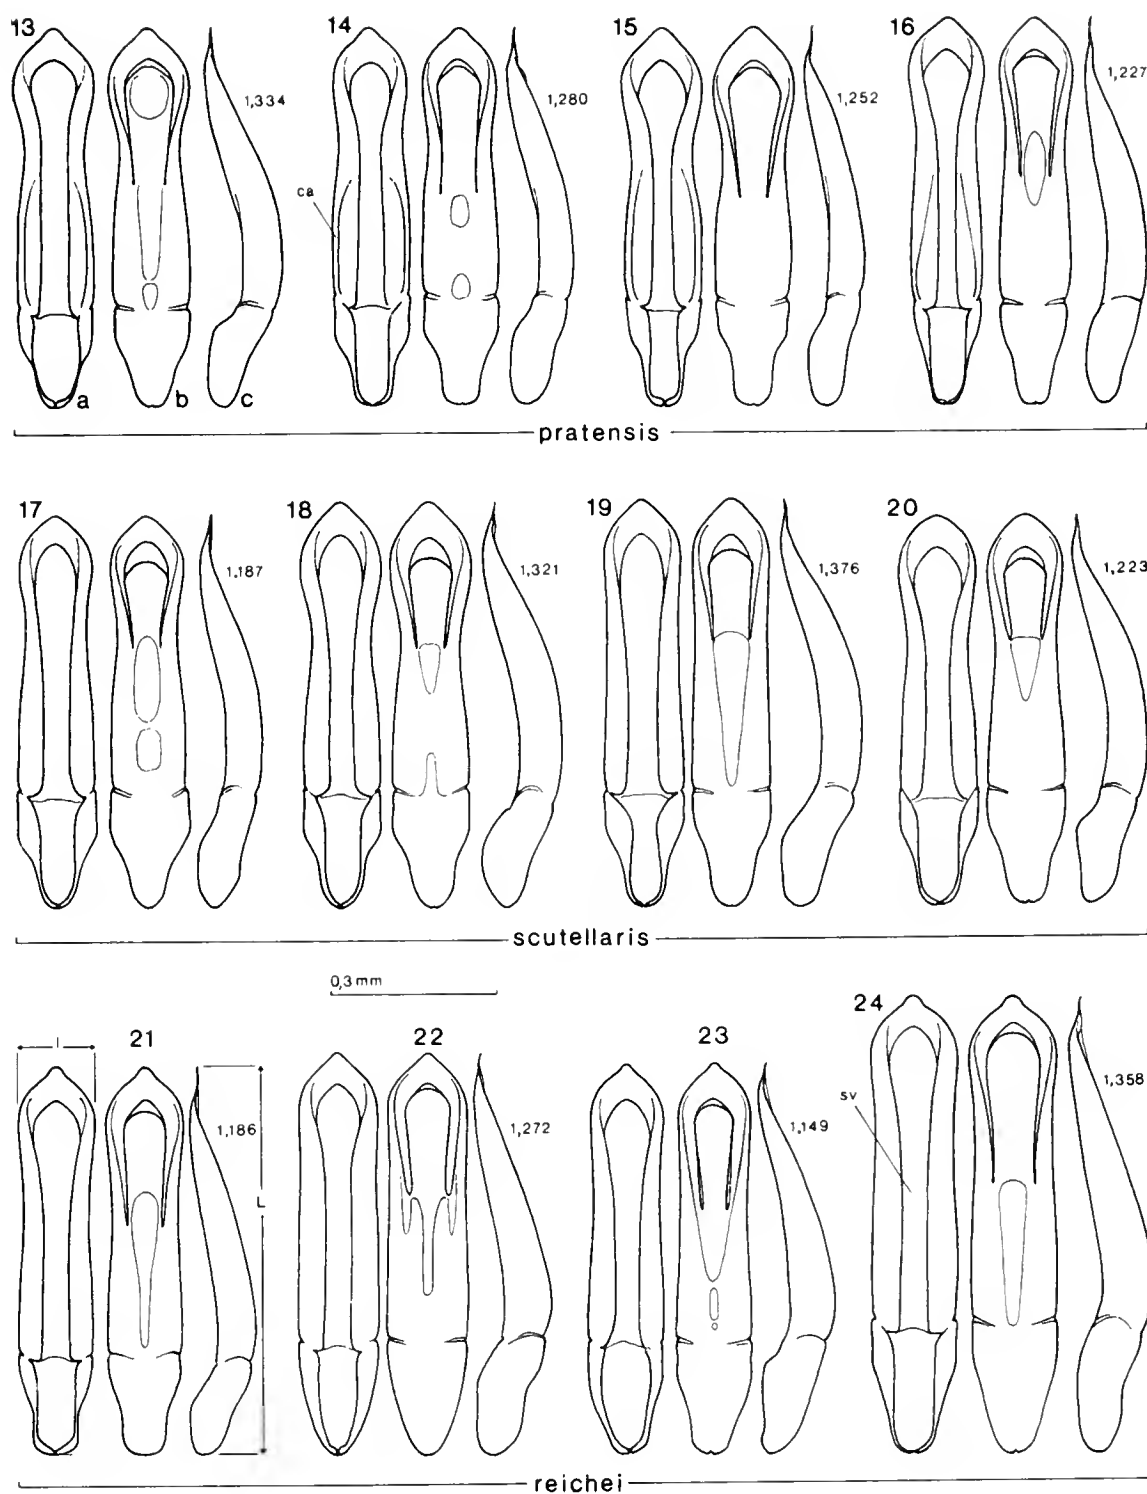 13 14 15 16
1,334 1,280 1,252 1,227
ca
a b c
pratensis
17 18 19 20
1,187 1,321 1,376 1,223
scutellaris
0,3 mm
21 22 23 24
l
L
sv
1,186 1,272 1,149 1,358
reichei